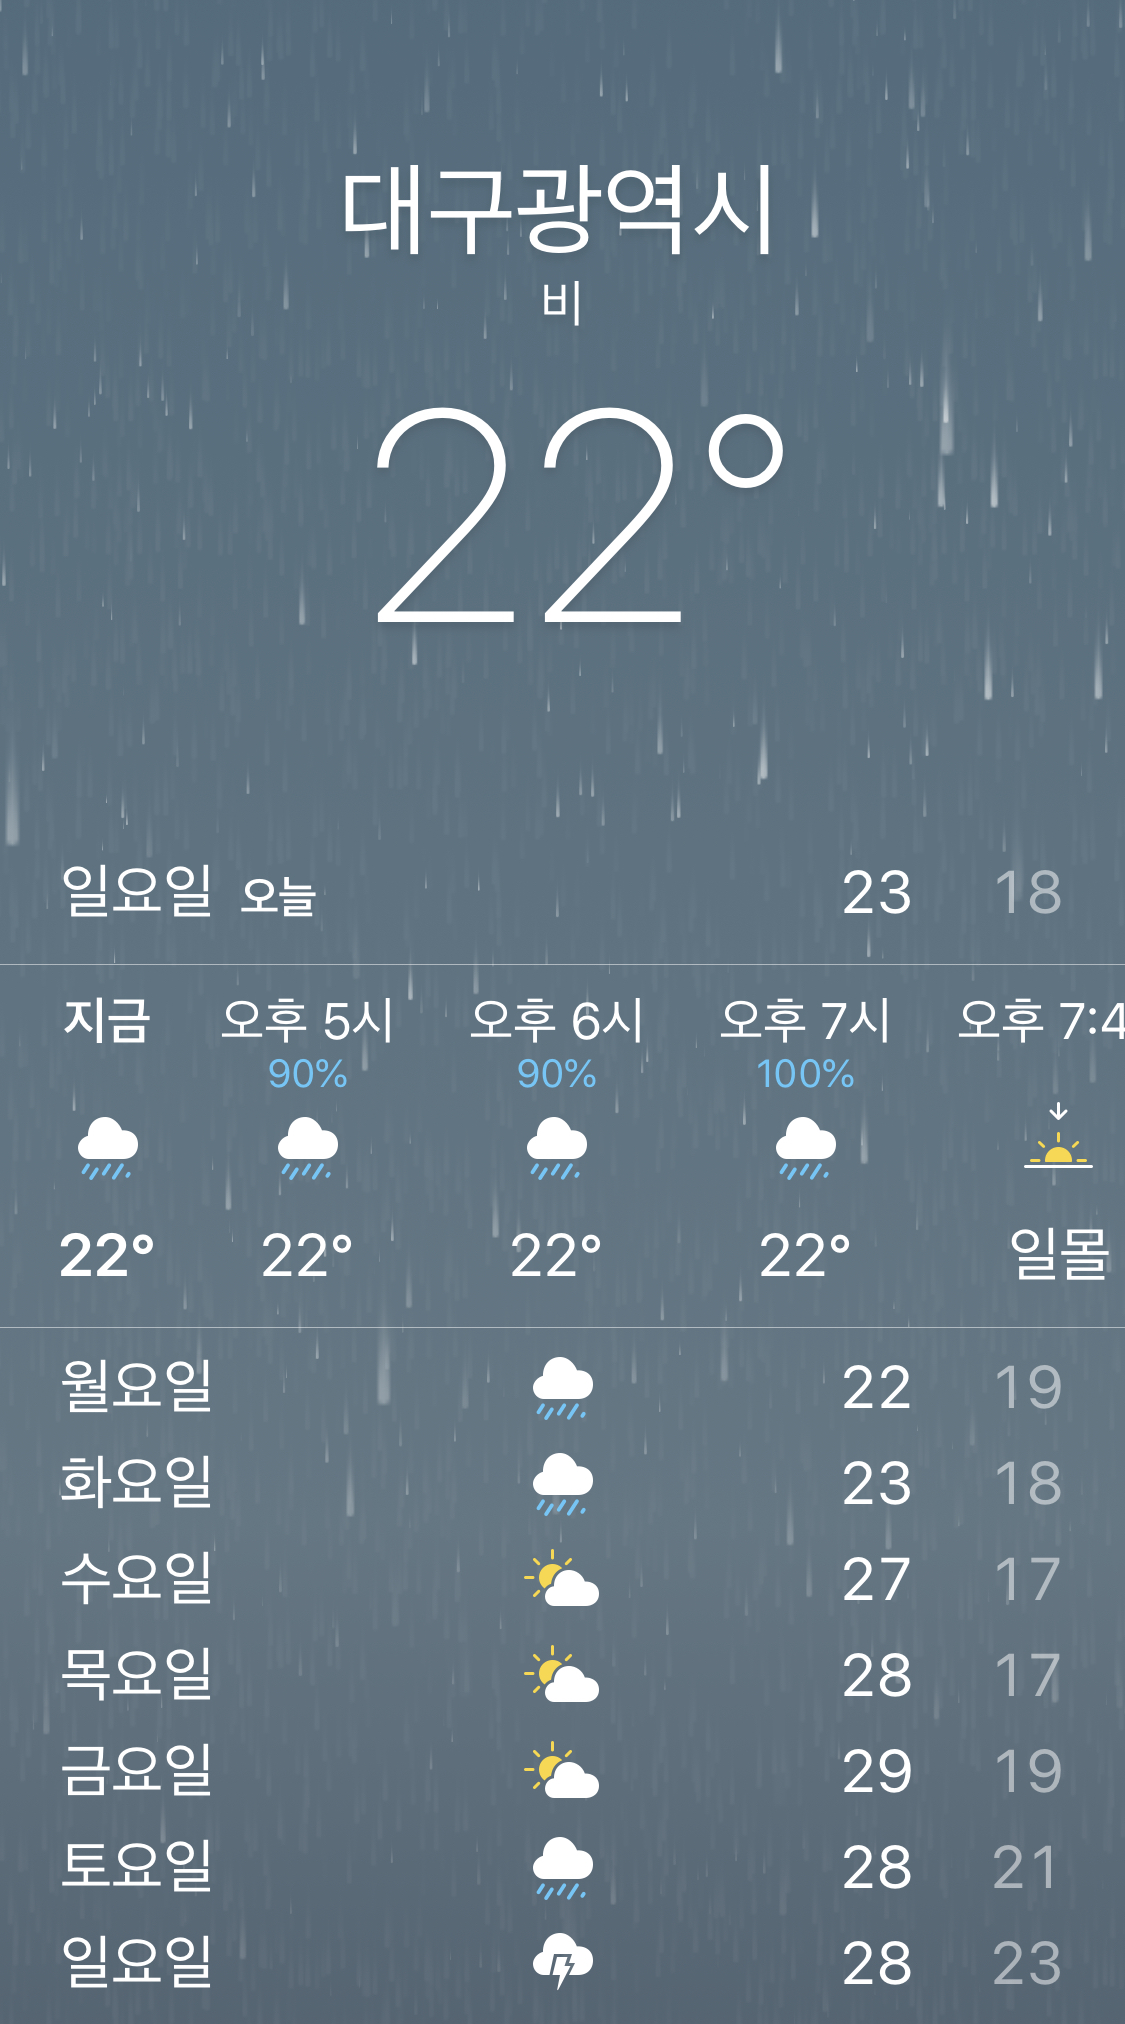 대구광역시
비
22°
일요일 오늘 23 18
지금 오후 5시 오후 6시 오후 7시 오후 7:4
90% 90% 100%
22° 22° 22° 22° 일몰
월요일 22 19
화요일 23 18
수요일 27 17
목요일 28 17
금요일 29 19
토요일 28 21
일요일 28 23